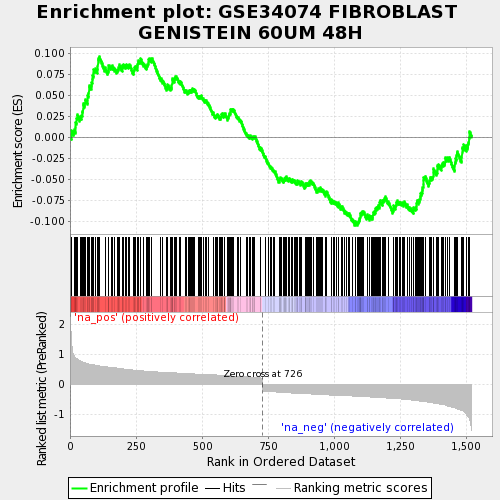 Enrichment plot: GSE34074 FIBROBLAST
GENISTEIN 60UM 48H
Enrichment score (ES)
0.100
0.075
0.050
0.025
0.000
-0.025
-0.050
-0.075
-0.100
'na_pos' (positively correlated)
Ranked list metric (PreRanked)
2
1
0
-1
Zero cross at 726
'na_neg' (negatively correlated)
0
250
500
750
1,000
1,250
1,500
Rank in Ordered Dataset
Enrichment profile
Hits
Ranking metric scores